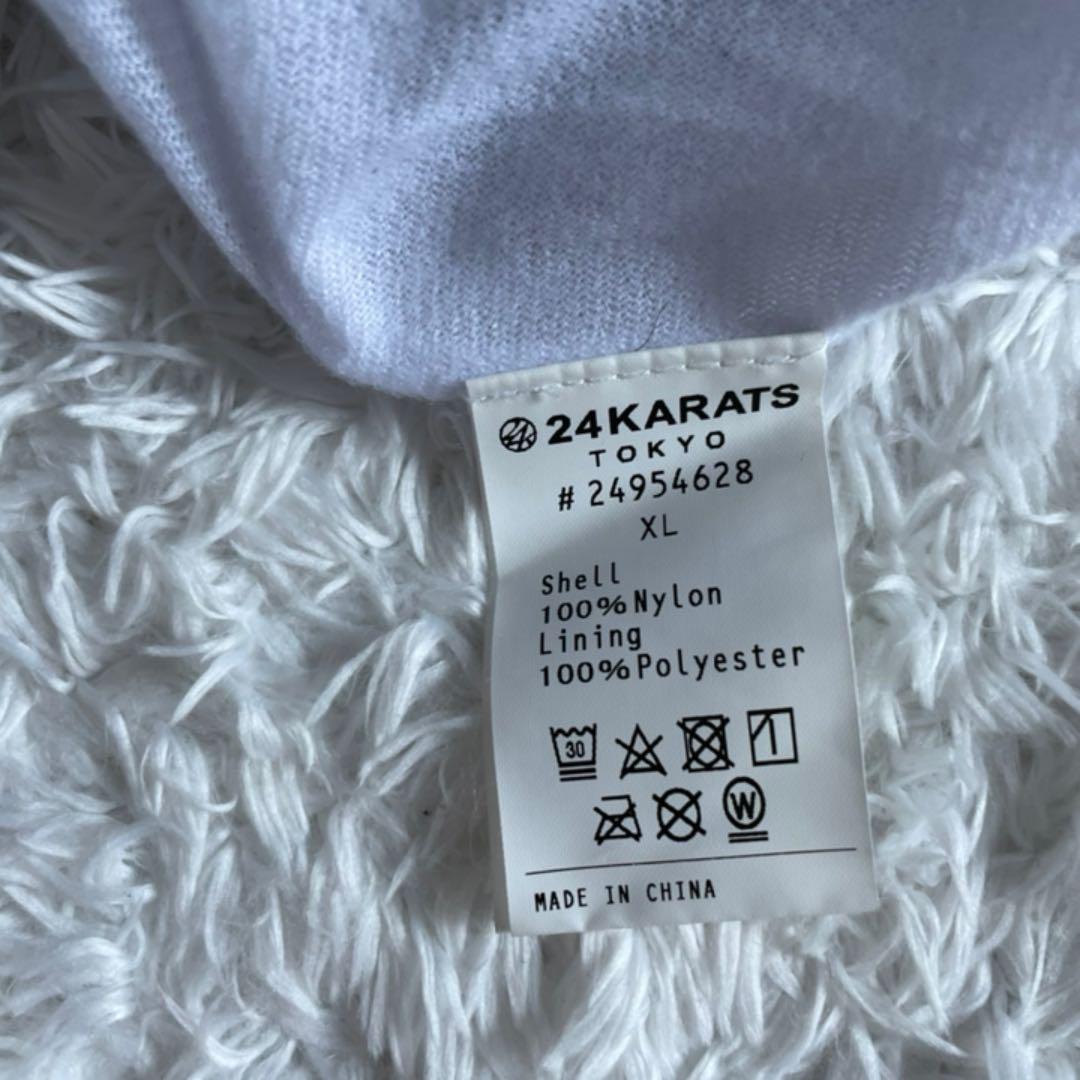 24KARATS
TOKYO
# 24954628
XL
Shell
100%Nylon
Lining
100%Polyester
30
W
MADE IN CHINA